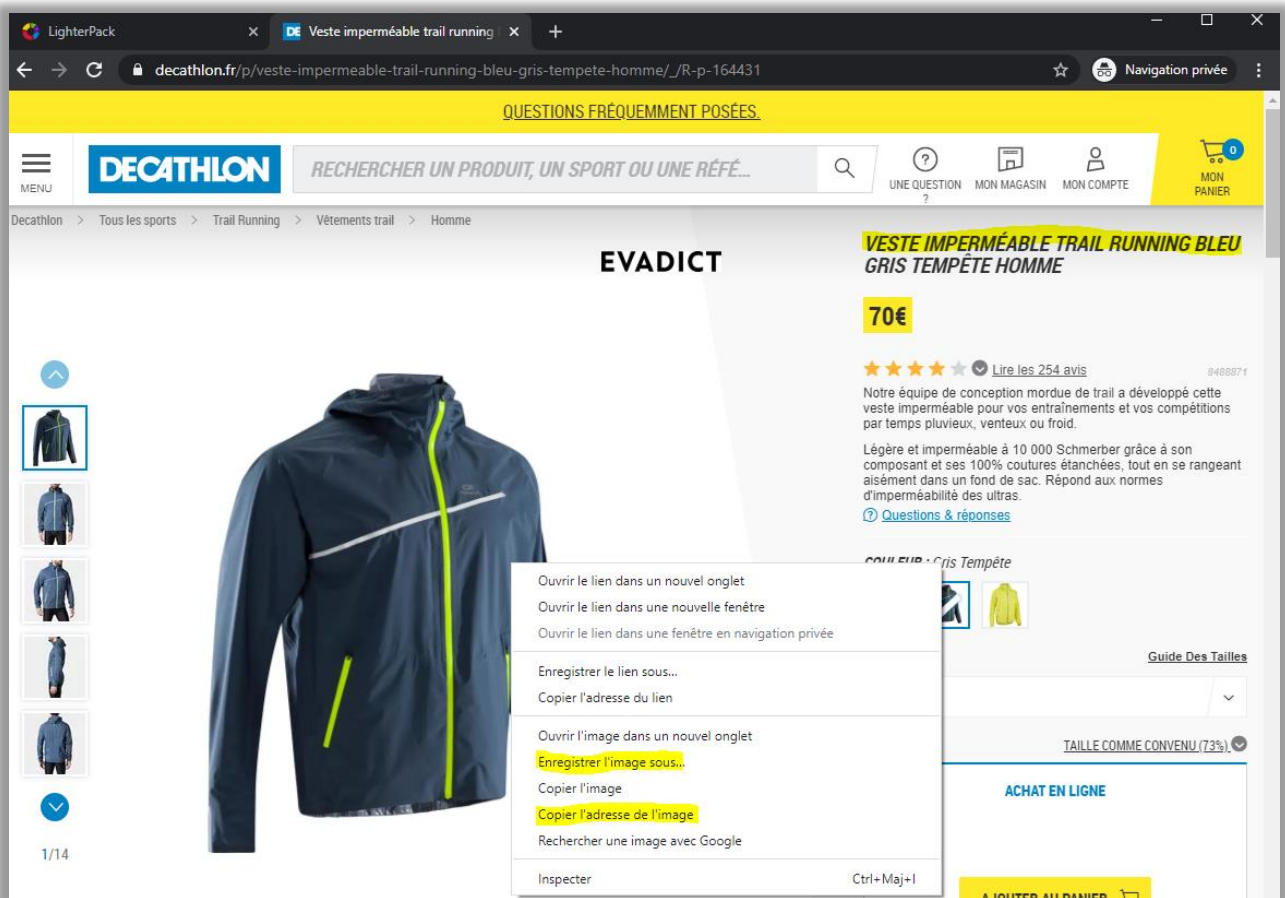 LighterPack
DE Veste imperméable trail running
decathlon.fr/p/veste-impermeable-trail-running-bleu-gris-tempete-homme/_/R-p-164431
Navigation privée
QUESTIONS FRÉQUEMMENT POSÉES.
MENU
DECATHLON
RECHERCHER UN PRODUIT, UN SPORT OU UNE RÉFÉ...
UNE QUESTION
?
MON MAGASIN
MON COMPTE
0
MON
PANIER
Decathlon > Tous les sports > Trail Running > Vêtements trail > Homme
EVADICT
VESTE IMPERMÉABLE TRAIL RUNNING BLEU
GRIS TEMPÊTE HOMME
70€
Lire les 254 avis
8488871
Notre équipe de conception mordue de trail a développé cette
veste imperméable pour vos entraînements et vos compétitions
par temps pluvieux, venteux ou froid.
Légère et imperméable à 10 000 Schmerber grâce à son
composant et ses 100% coutures étanchées, tout en se rangeant
aisément dans un fond de sac. Répond aux normes
d'imperméabilité des ultras.
? Questions & réponses
COULEUR : Gris Tempête
Guide Des Tailles
TAILLE COMME CONVENU (73%)
ACHAT EN LIGNE
AJOUTER AU PANIER
1/14
Ouvrir le lien dans un nouvel onglet
Ouvrir le lien dans une nouvelle fenêtre
Ouvrir le lien dans une fenêtre en navigation privée
Enregistrer le lien sous...
Copier l'adresse du lien
Ouvrir l'image dans un nouvel onglet
Enregistrer l'image sous...
Copier l'image
Copier l'adresse de l'image
Rechercher une image avec Google
Inspecter Ctrl+Maj+I